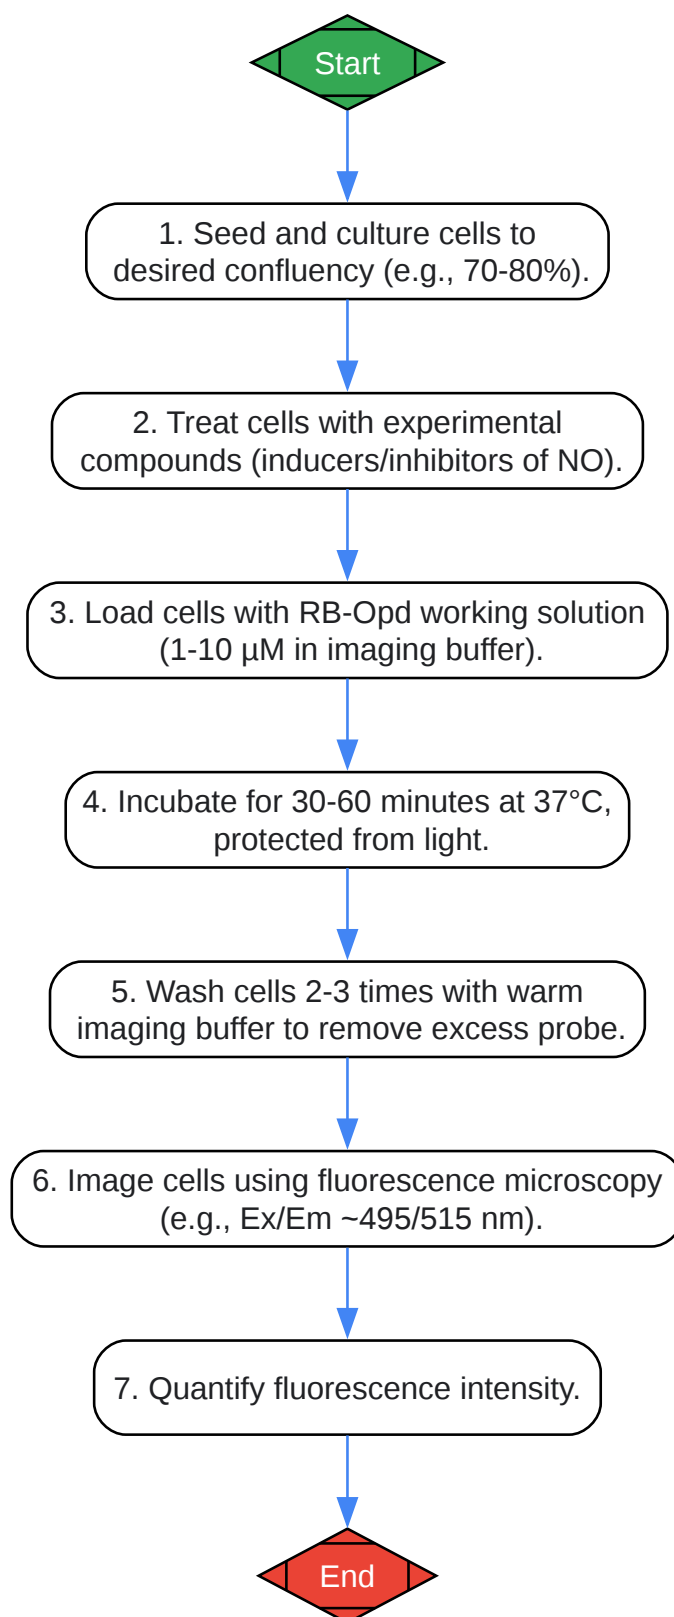 Start
1. Seed and culture cells to
desired confluency (e.g., 70-80%).
2. Treat cells with experimental
compounds (inducers/inhibitors of NO).
3. Load cells with RB-Opd working solution
(1-10 µM in imaging buffer).
4. Incubate for 30-60 minutes at 37°C,
protected from light.
5. Wash cells 2-3 times with warm
imaging buffer to remove excess probe.
6. Image cells using fluorescence microscopy
(e.g., Ex/Em ~495/515 nm).
7. Quantify fluorescence intensity.
End